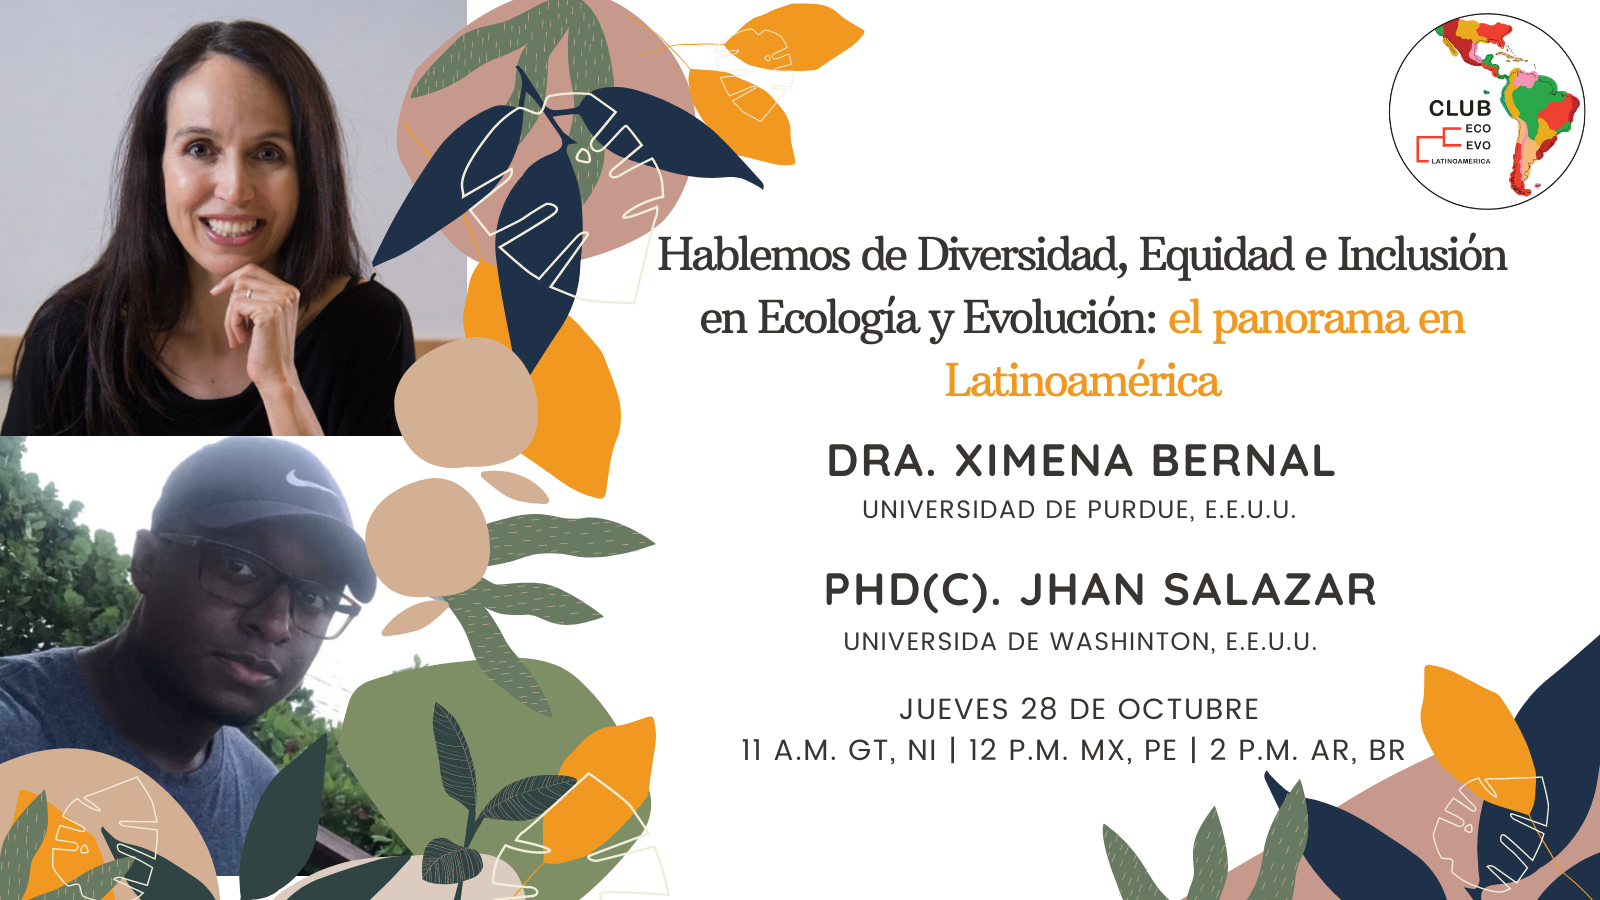 CLUB
ECO
EVO
LATINOAMÉRICA
Hablemos de Diversidad, Equidad e Inclusión
en Ecología y Evolución: el panorama en
Latinoamérica
DRA. XIMENA BERNAL
UNIVERSIDAD DE PURDUE, E.E.U.U.
PHD(C). JHAN SALAZAR
UNIVERSIDA DE WASHINTON, E.E.U.U.
JUEVES 28 DE OCTUBRE
11 A.M. GT, NI | 12 P.M. MX, PE | 2 P.M. AR, BR